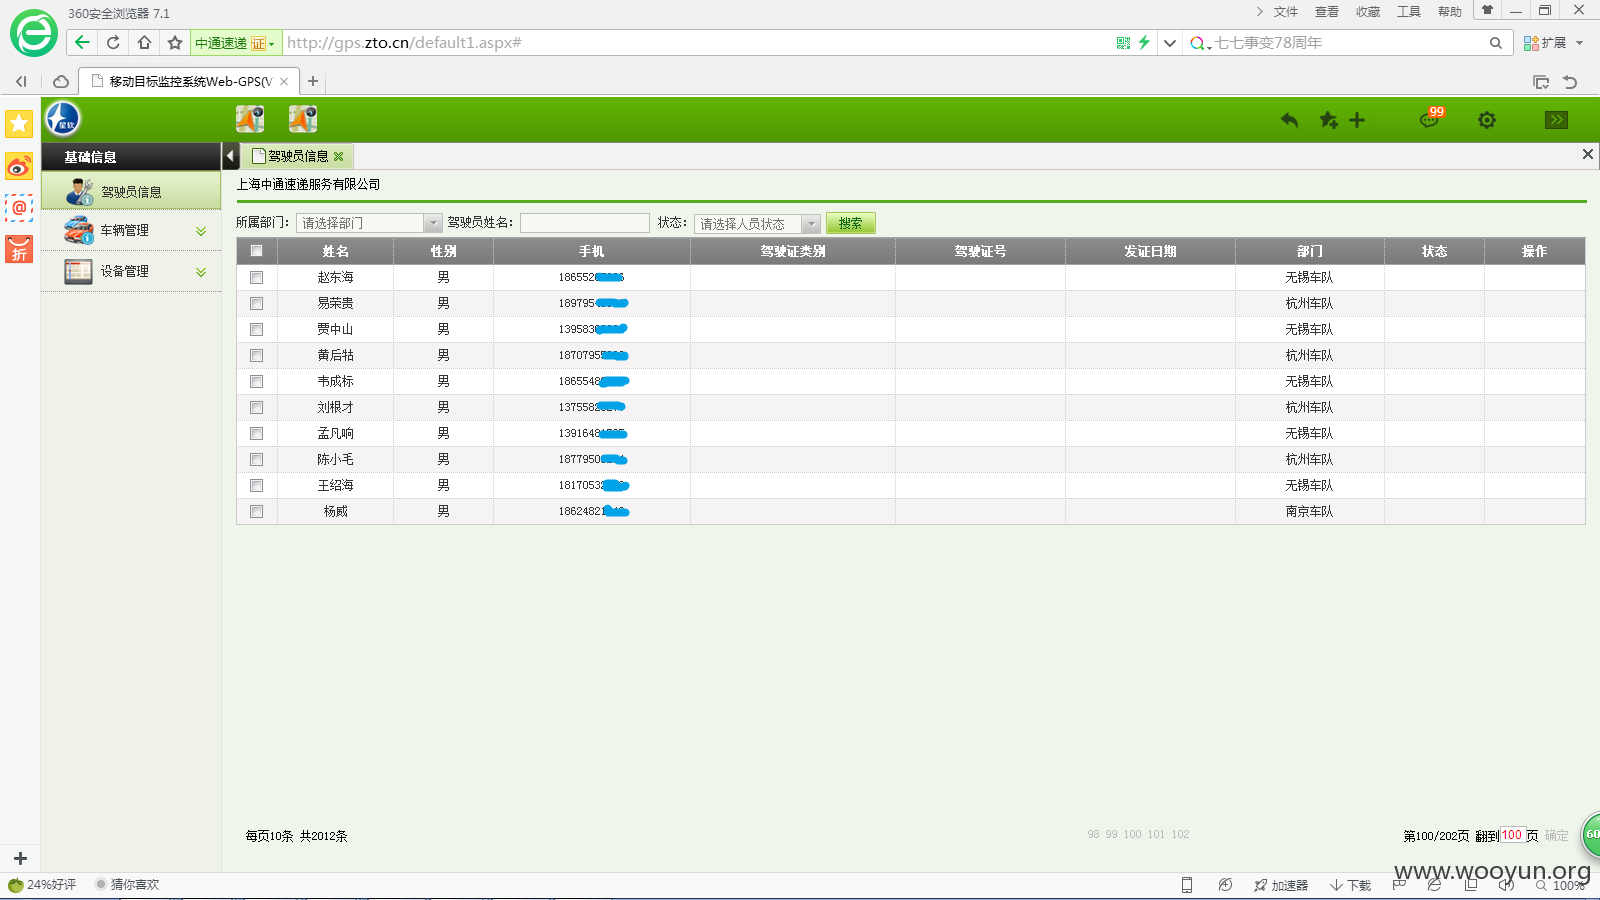 360安全浏览器 7.1
文件 查看 收藏 工具 帮助
中通速递 证 http://gps.zto.cn/default1.aspx# 七七事变78周年 扩展
移动目标监控系统Web-GPS(V
99
基础信息
驾驶员信息
上海中通速递服务有限公司
驾驶员信息
车辆管理
设备管理
所属部门: 请选择部门 驾驶员姓名: 状态: 请选择人员状态 搜索
姓名 性别 手机 驾驶证类别 驾驶证号 发证日期 部门 状态 操作
赵东海 男 186552 无锡车队
易荣贵 男 189795 杭州车队
贾中山 男 139583 无锡车队
黄后牯 男 1870795 杭州车队
韦成标 男 186554 无锡车队
刘根才 男 137558 杭州车队
孟凡响 男 1391648 无锡车队
陈小毛 男 1877950 杭州车队
王绍海 男 1817053 无锡车队
杨威 男 1862482 南京车队
每页10条 共2012条
98 99 100 101 102
第100/202页 翻到100页 确定
60
折
24%好评 猜你喜欢
加速器 下载 100%
www.wooyun.org